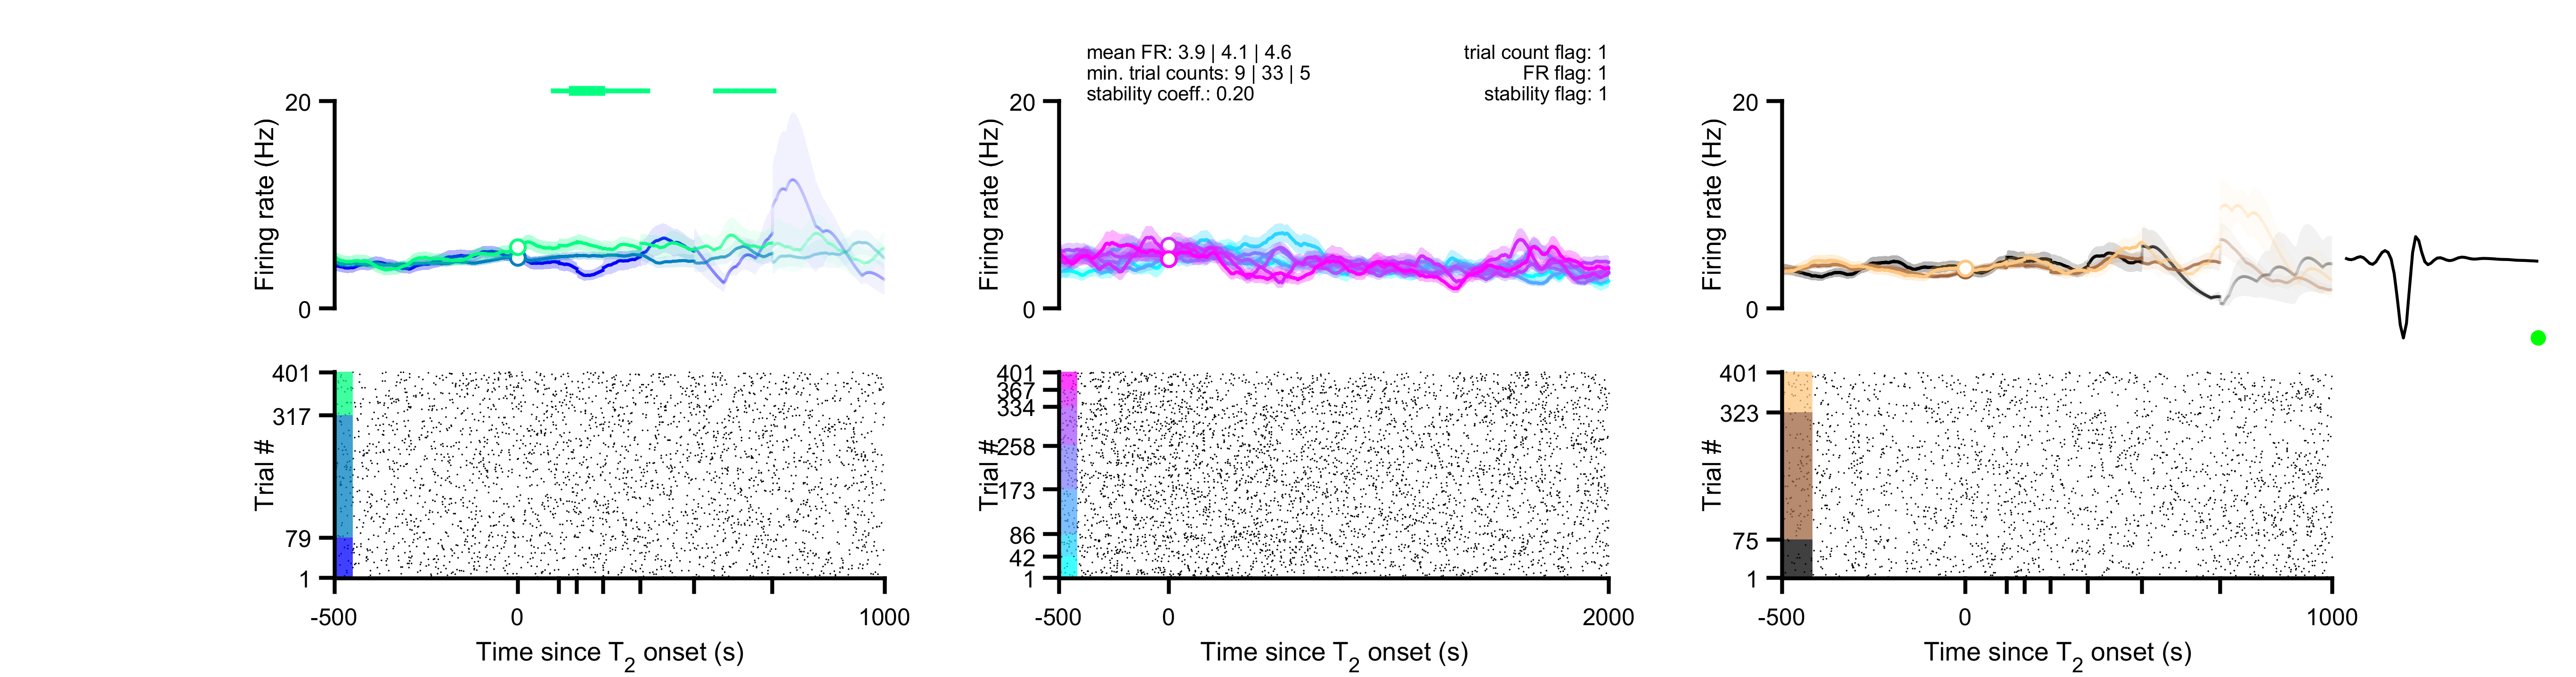 mean FR: 3.9 | 4.1 | 4.6
min. trial counts: 9 | 33 | 5
stability coeff.: 0.20
trial count flag: 1
FR flag: 1
stability flag: 1
20
0
Firing rate (Hz)
401
317
79
1
Trial #
-500
0
1000
Time since T2 onset (s)
20
0
Firing rate (Hz)
401
367
334
258
173
86
42
1
Trial #
-500
0
2000
Time since T2 onset (s)
20
0
Firing rate (Hz)
401
323
75
1
Trial #
-500
0
1000
Time since T2 onset (s)